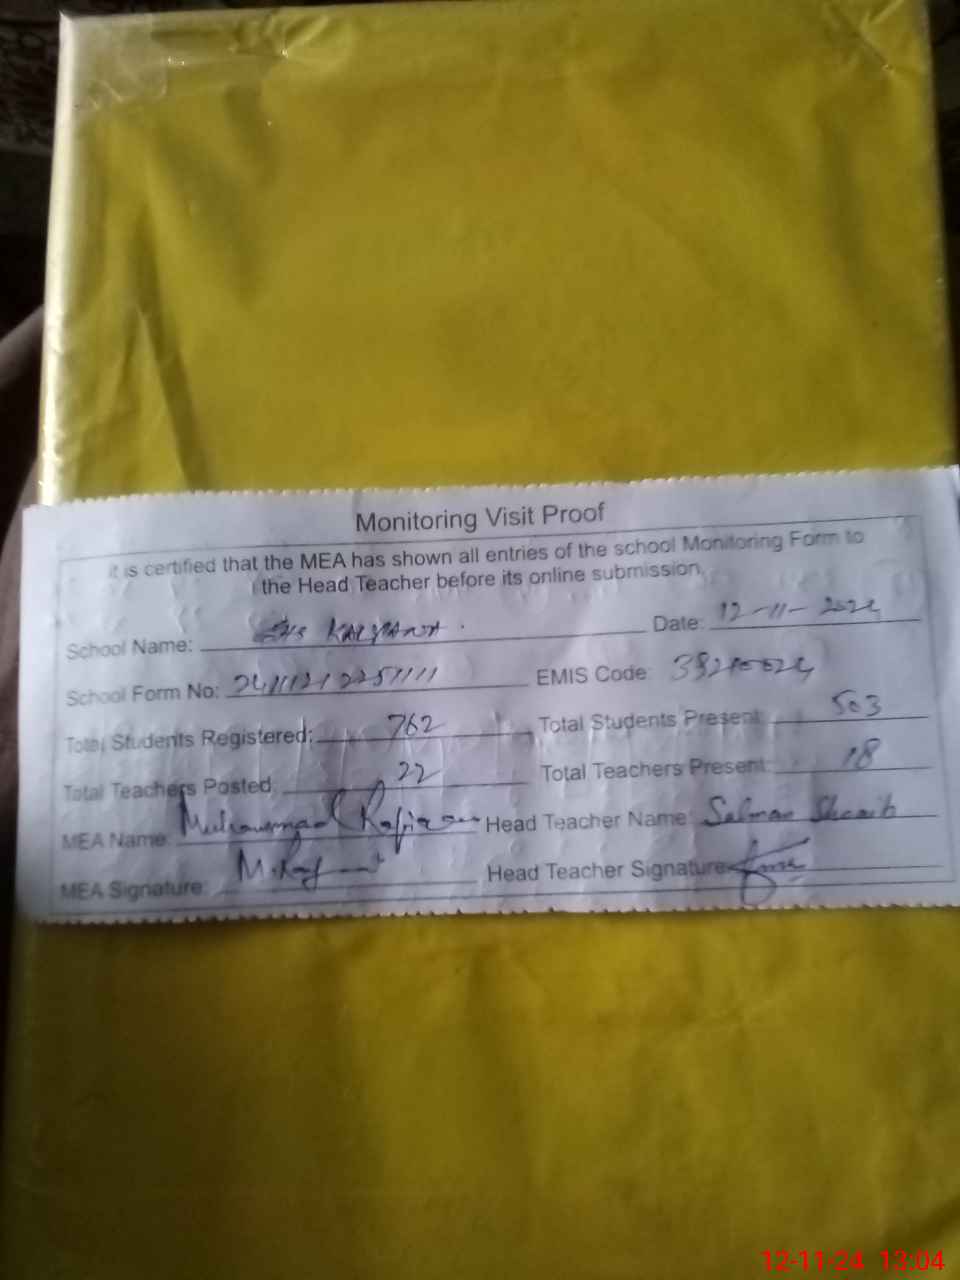 Monitoring Visit Proof
It is certified that the MEA has shown all entries of the school Monitoring Form to
the Head Teacher before its online submission.
School Name: GHS KALYANA. Date: 12-11-2024
School Form No: EMIS Code:
Total Students Registered: 762 Total Students Present: 503
Total Teachers Posted: 22 Total Teachers Present: 18
MEA Name: Muhammad Head Teacher Name: Salman Shoaib
MEA Signature: Head Teacher Signature
12-11-24 13:04